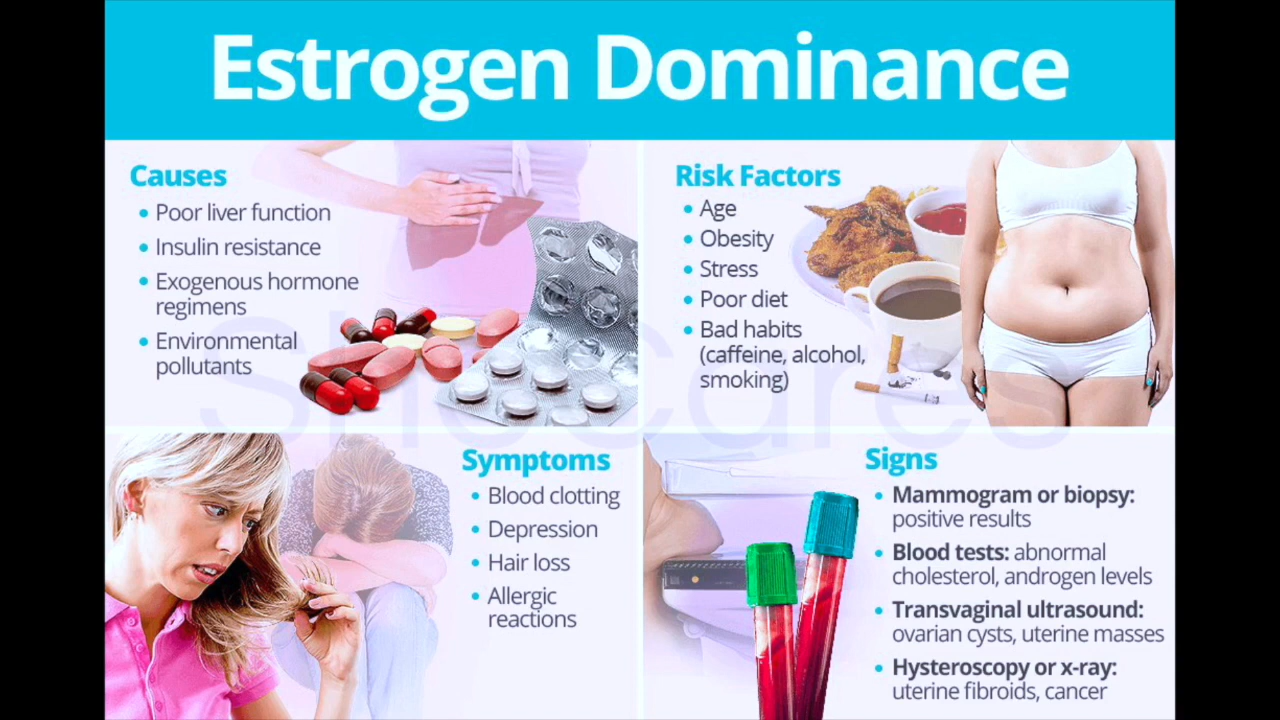 Estrogen Dominance
Causes
• Poor liver function
• Insulin resistance
• Exogenous hormone
regimens
• Environmental
pollutants
Risk Factors
• Age
• Obesity
• Stress
• Poor diet
• Bad habits
(caffeine, alcohol,
smoking)
Symptoms
• Blood clotting
• Depression
• Hair loss
• Allergic
reactions
Signs
• Mammogram or biopsy:
positive results
• Blood tests: abnormal
cholesterol, androgen levels
• Transvaginal ultrasound:
ovarian cysts, uterine masses
• Hysteroscopy or x-ray:
uterine fibroids, cancer
SheCares